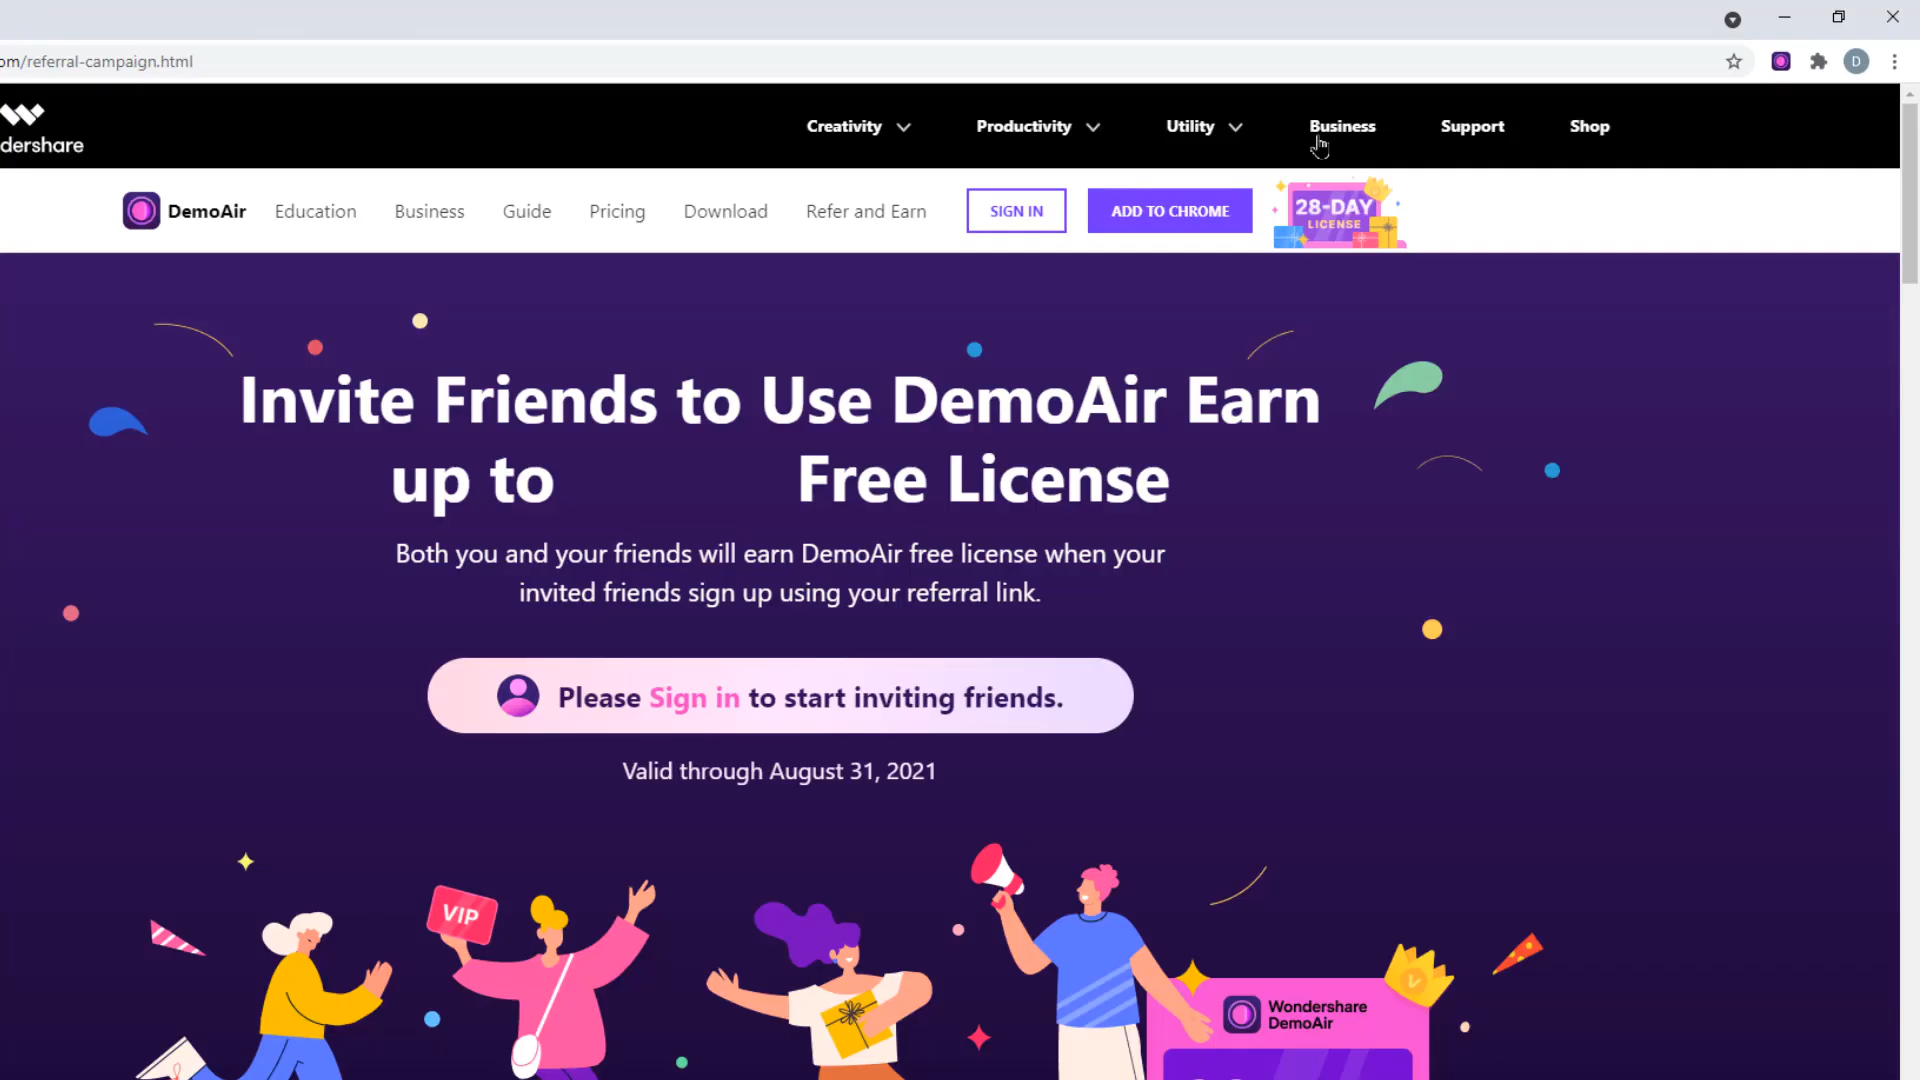 om/referral-campaign.html
D
dershare
Creativity
Productivity
Utility
Business
Support
Shop
DemoAir
Education
Business
Guide
Pricing
Download
Refer and Earn
SIGN IN
ADD TO CHROME
28-DAY
LICENSE
Invite Friends to Use DemoAir Earn
up to Free License
Both you and your friends will earn DemoAir free license when your
invited friends sign up using your referral link.
Please Sign in to start inviting friends.
Valid through August 31, 2021
VIP
Wondershare
DemoAir